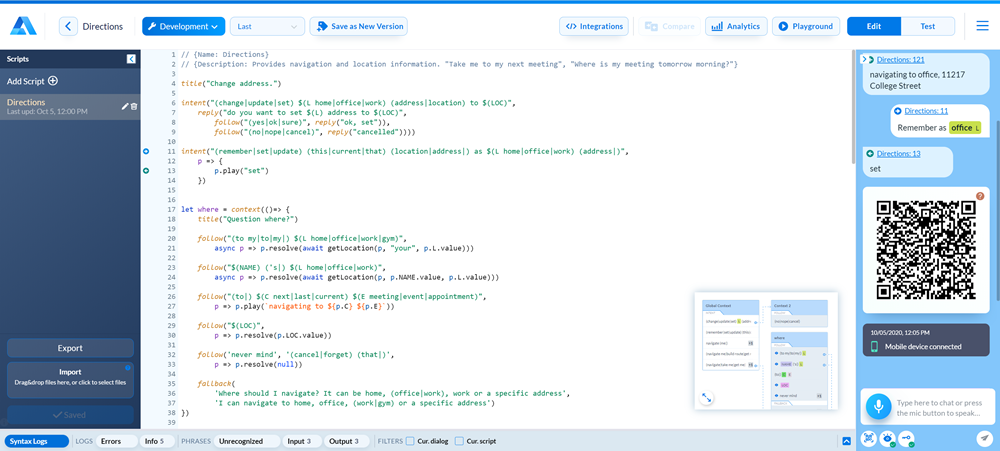 Directions
Development
Last
Save as New Version
Integrations
Compare
Analytics
Playground
Edit
Test
Scripts
Add Script
Directions
Last upd: Oct 5, 12:00 PM
Export
Import
Drag&drop files here, or click to select files
Saved
1 // {Name: Directions}
2 // {Description: Provides navigation and location information. "Take me to my next meeting", "Where is my meeting tomorrow morning?"}
3
4 title("Change address.")
5
6 intent("(change|update|set) $(L home|office|work) (address|location) to $(LOC)",
7 reply("do you want to set $(L) address to $(LOC)",
8 follow("(yes|ok|sure)", reply("ok, set")),
9 follow("(no|nope|cancel)", reply("cancelled"))))
10
11 intent("(remember|set|update) (this|current|that) (location|address|) as $(L home|office|work) (address|)",
12 p => {
13 p.play("set")
14 })
15
16
17 let where = context(()=> {
18 title("Question where?")
19
20 follow("(to my|to|my|) $(L home|office|work|gym)",
21 async p => p.resolve(await getLocation(p, "your", p.L.value)))
22
23 follow("$(NAME) ('s|) $(L home|office|work)",
24 async p => p.resolve(await getLocation(p, p.NAME.value, p.L.value)))
25
26 follow("(to|) $(C next|last|current) $(E meeting|event|appointment)",
27 p => p.play(`navigating to ${p.C} ${p.E}`))
28
29
30 follow("$(LOC)",
31 p => p.resolve(p.LOC.value))
32
33 follow('never mind', '(cancel|forget) (that|)',
34 p => p.resolve(null))
35
36 fallback(
37 'Where should I navigate? It can be home, (office|work), work or a specific address',
38 'I can navigate to home, office, (work|gym) or a specific address')
39 })
Global Context
Context 2
where
Directions: 121
navigating to office, 11217
College Street
Directions: 11
Remember as office L
Directions: 13
set
?
10/05/2020, 12:05 PM
Mobile device connected
Type here to chat or press
the mic button to speak...
Syntax Logs
LOGS
Errors
Info 5
PHRASES
Unrecognized
Input 3
Output 3
FILTERS
Cur. dialog
Cur. script